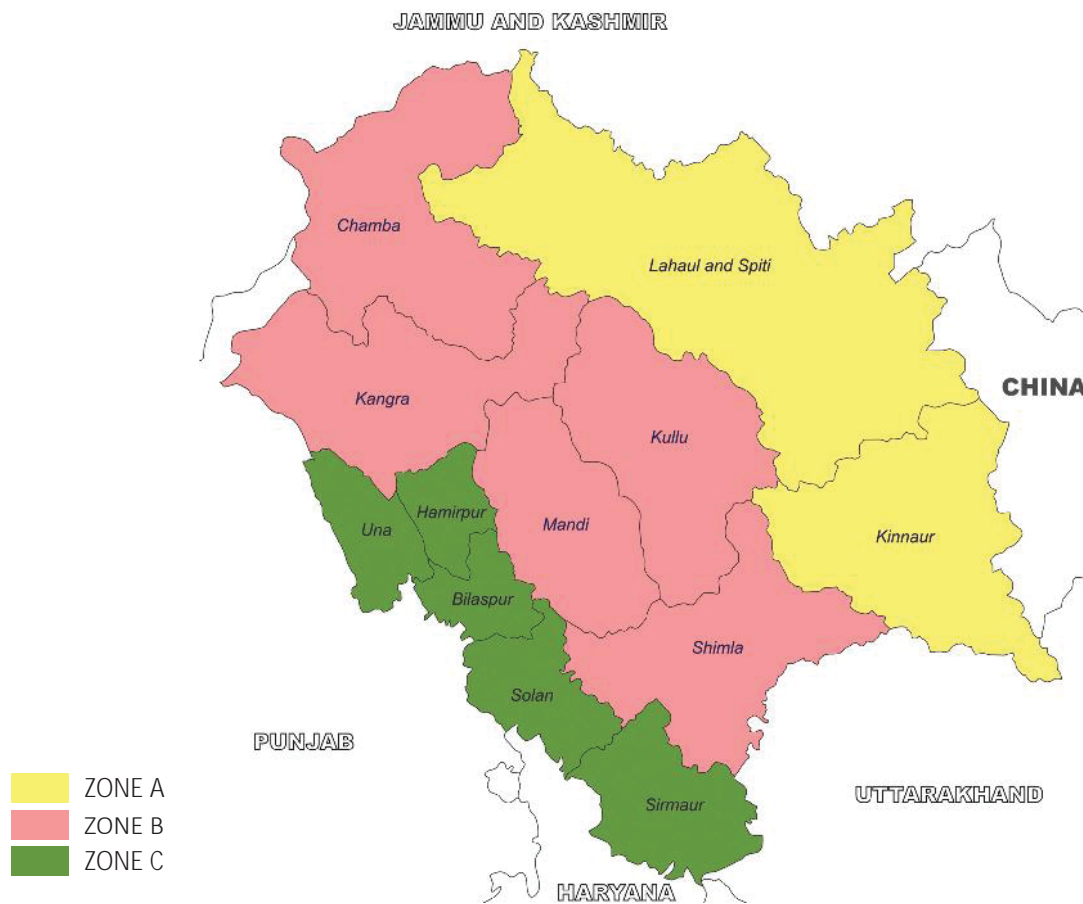 JAMMU AND KASHMIR
Chamba
Lahaul and Spiti
CHINA
Kangra
Kullu
Hamirpur
Una
Mandi
Kinnaur
Bilaspur
Shimla
Solan
PUNJAB
ZONE A
UTTARAKHAND
Sirmaur
ZONE B
ZONE C
HARYANA